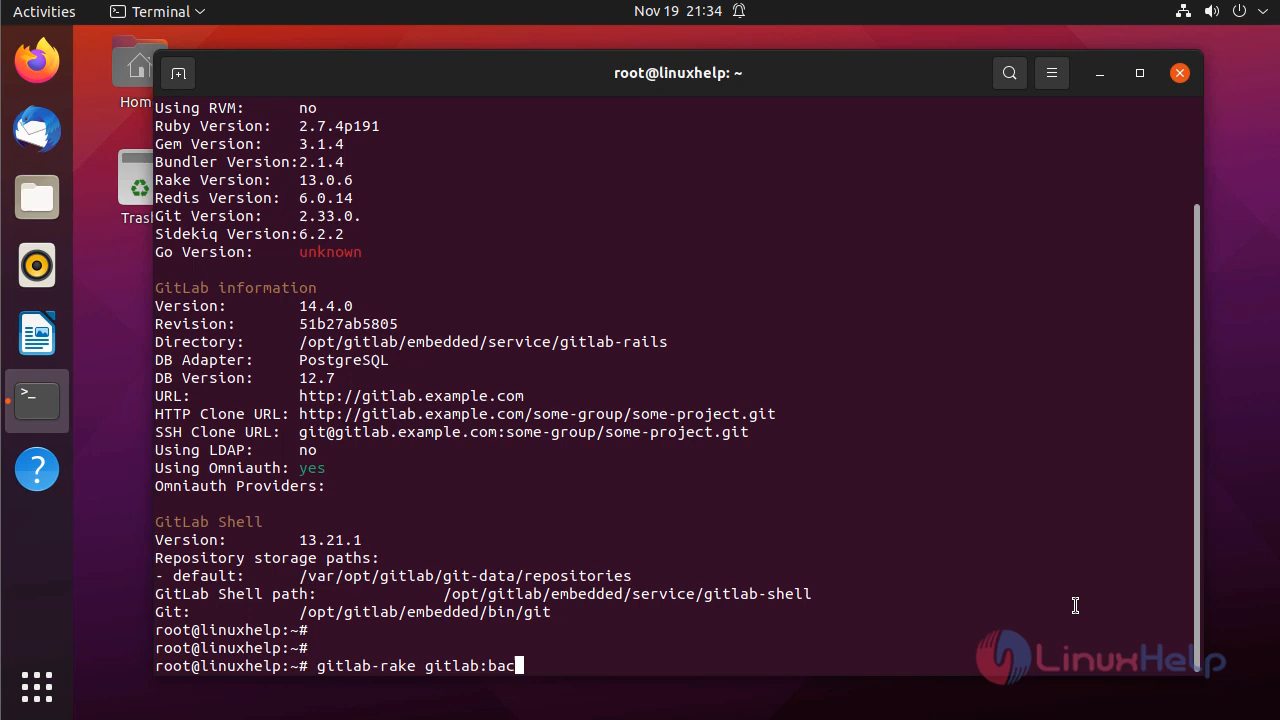 Activities
Terminal
Nov 19 21:34
root@linuxhelp: ~
Hom
Trash
Using RVM: no
Ruby Version: 2.7.4p191
Gem Version: 3.1.4
Bundler Version:2.1.4
Rake Version: 13.0.6
Redis Version: 6.0.14
Git Version: 2.33.0.
Sidekiq Version:6.2.2
Go Version: unknown
GitLab information
Version: 14.4.0
Revision: 51b27ab5805
Directory: /opt/gitlab/embedded/service/gitlab-rails
DB Adapter: PostgreSQL
DB Version: 12.7
URL: http://gitlab.example.com
HTTP Clone URL: http://gitlab.example.com/some-group/some-project.git
SSH Clone URL: git@gitlab.example.com:some-group/some-project.git
Using LDAP: no
Using Omniauth: yes
Omniauth Providers:
GitLab Shell
Version: 13.21.1
Repository storage paths:
- default: /var/opt/gitlab/git-data/repositories
GitLab Shell path: /opt/gitlab/embedded/service/gitlab-shell
Git: /opt/gitlab/embedded/bin/git
root@linuxhelp:~#
root@linuxhelp:~#
root@linuxhelp:~# gitlab-rake gitlab:bac
LinuxHelp